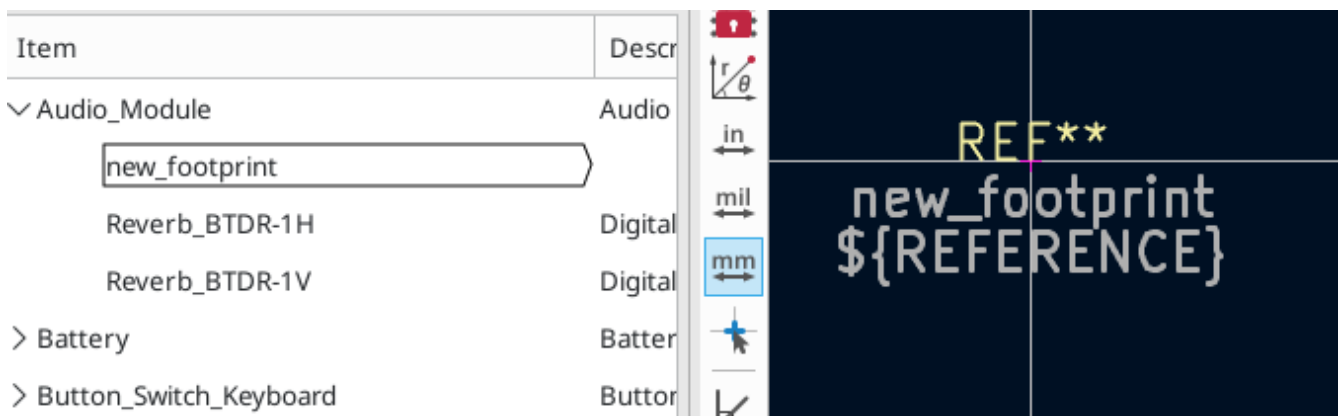 Item
Descr
Audio_Module
Audio
new_footprint
Reverb_BTDR-1H
Digital
Reverb_BTDR-1V
Digital
Battery
Batter
Button_Switch_Keyboard
Button
r
θ
in
mil
mm
REF**
new_footprint
${REFERENCE}